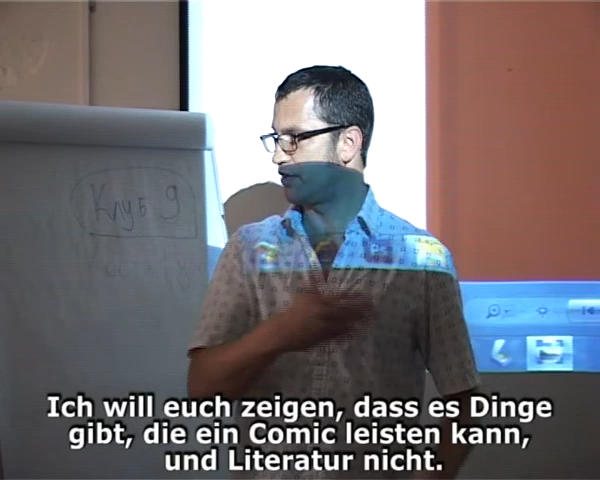 Клуб 9
Ich will euch zeigen, dass es Dinge
gibt, die ein Comic leisten kann,
und Literatur nicht.